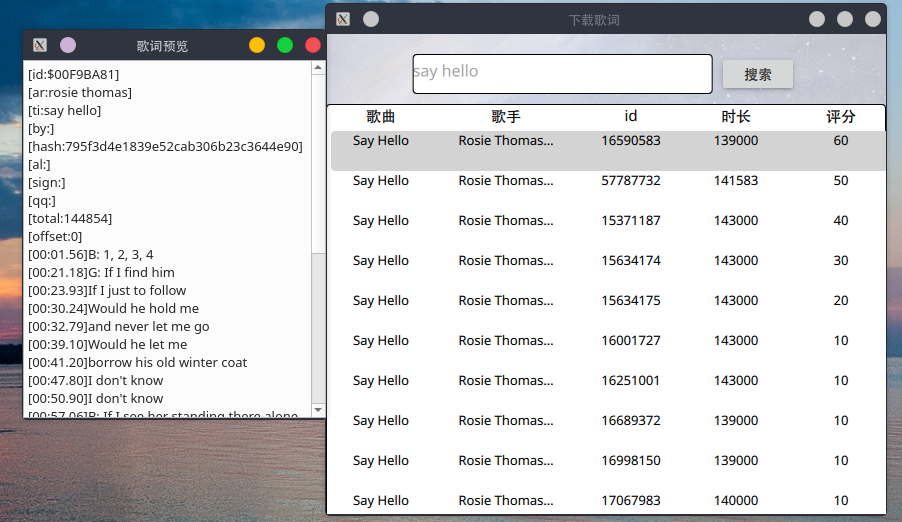 歌词预览
[id:$00F9BA81]
[ar:rosie thomas]
[ti:say hello]
[by:]
[hash:795f3d4e1839e52cab306b23c3644e90]
[al:]
[sign:]
[qq:]
[total:144854]
[offset:0]
[00:01.56]B: 1, 2, 3, 4
[00:21.18]G: If I find him
[00:23.93]If I just to follow
[00:30.24]Would he hold me
[00:32.79]and never let me go
[00:39.10]Would he let me
[00:41.20]borrow his old winter coat
[00:47.80]I don't know
[00:50.90]I don't know
[00:57.06]B: If I see her standing there alone
下载歌词
say hello 搜索
歌曲 歌手 id 时长 评分
Say Hello Rosie Thomas... 16590583 139000 60
Say Hello Rosie Thomas... 57787732 141583 50
Say Hello Rosie Thomas... 15371187 143000 40
Say Hello Rosie Thomas... 15634174 143000 30
Say Hello Rosie Thomas... 15634175 143000 20
Say Hello Rosie Thomas... 16001727 143000 10
Say Hello Rosie Thomas... 16251001 143000 10
Say Hello Rosie Thomas... 16689372 139000 10
Say Hello Rosie Thomas... 16998150 139000 10
Say Hello Rosie Thomas... 17067983 140000 10